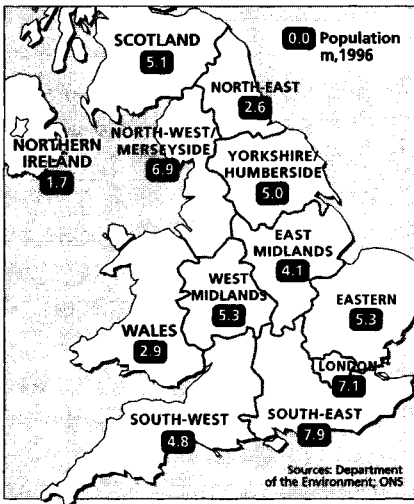 0.0 Population
m, 1996
SCOTLAND
5.1
NORTH-EAST
2.6
NORTHERN
IRELAND
1.7
NORTH-WEST/
MERSEYSIDE
6.9
YORKSHIRE/
HUMBERSIDE
5.0
EAST
MIDLANDS
4.1
WEST
MIDLANDS
5.3
EASTERN
5.3
WALES
2.9
LONDON
7.1
SOUTH-WEST
4.8
SOUTH-EAST
7.9
Sources: Department
of the Environment; ONS